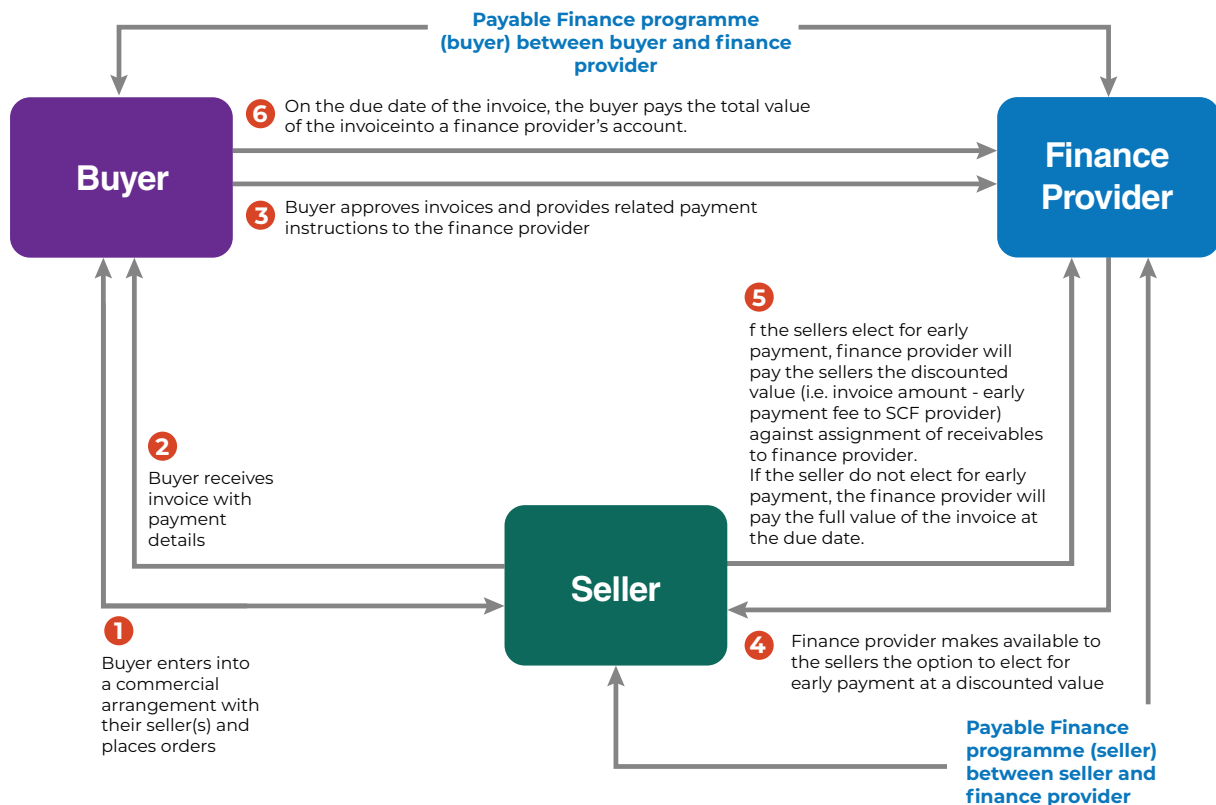 Payable Finance programme
(buyer) between buyer and finance
provider
6 On the due date of the invoice, the buyer pays the total value
of the invoiceinto a finance provider's account.
Buyer
Finance
Provider
3 Buyer approves invoices and provides related payment
instructions to the finance provider
5
f the sellers elect for early
payment, finance provider will
pay the sellers the discounted
value (i.e. invoice amount - early
payment fee to SCF provider)
against assignment of receivables
to finance provider.
If the seller do not elect for early
payment, the finance provider will
pay the full value of the invoice at
the due date.
2
Buyer receives
invoice with
payment
details
Seller
1
Buyer enters into
a commercial
arrangement with
their seller(s) and
places orders
4 Finance provider makes available to
the sellers the option to elect for
early payment at a discounted value
Payable Finance
programme (seller)
between seller and
finance provider